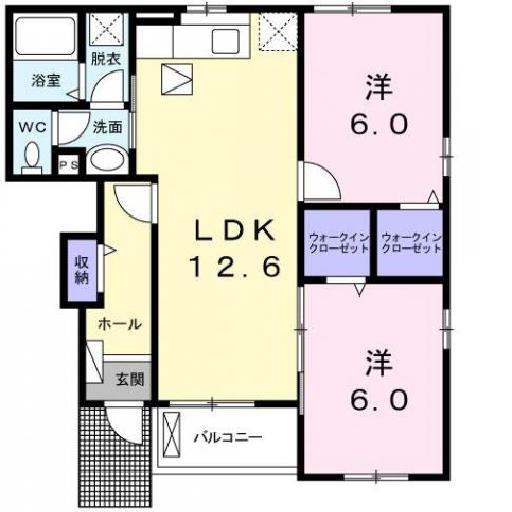 浴室
脱衣
洋
6.0
WC
洗面
PS
LDK
12.6
ウォークイン
クローゼット
ウォークイン
クローゼット
収納
ホール
洋
6.0
玄関
バルコニー